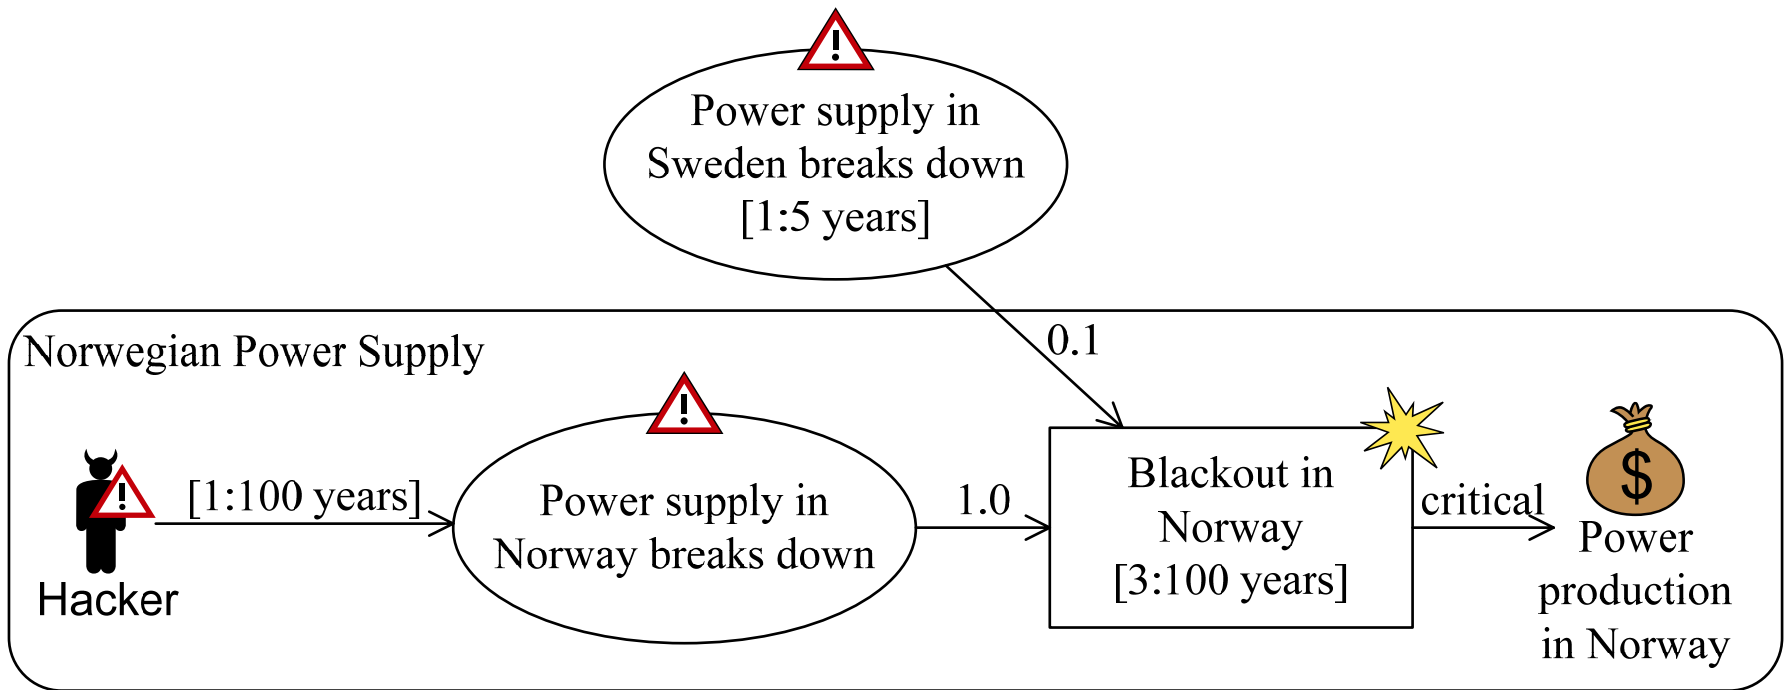 Power supply in
Sweden breaks down
[1:5 years]
0.1
Norwegian Power Supply
Hacker
[1:100 years]
Power supply in
Norway breaks down
1.0
Blackout in
Norway
[3:100 years]
critical
$
Power
production
in Norway